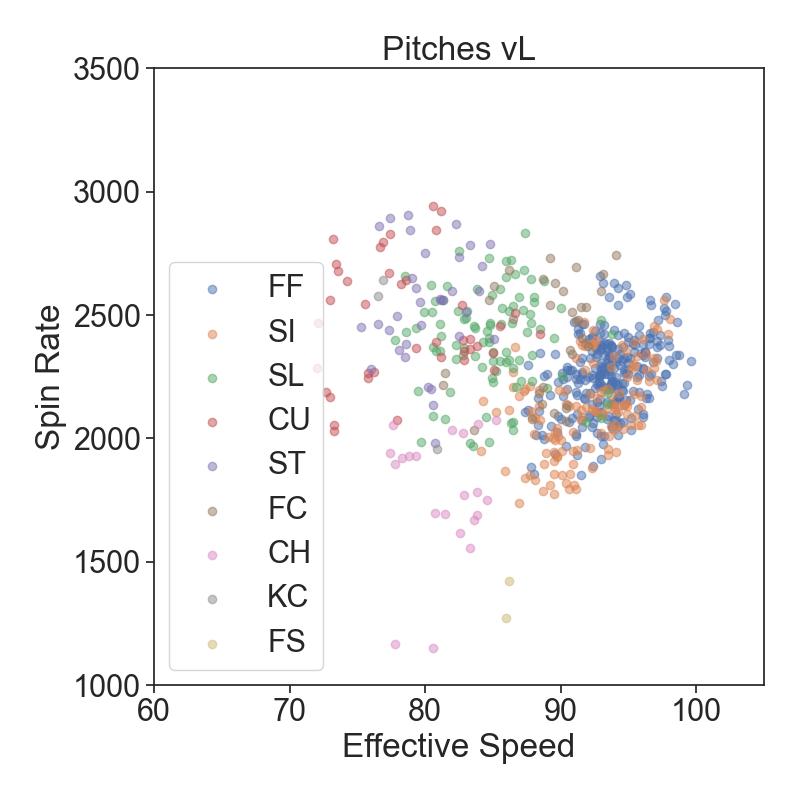 Pitches vL
3500
3000
2500
2000
1500
1000
Spin Rate
FF
SI
SL
CU
ST
FC
CH
KC
FS
60 70 80 90 100
Effective Speed